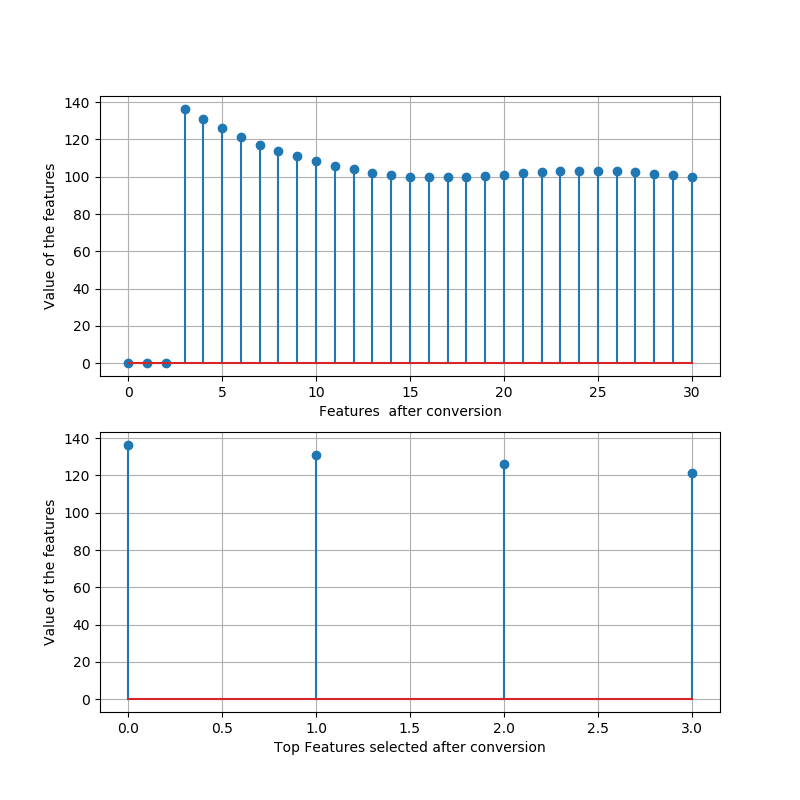 140
120
100
80
60
40
20
0
Value of the features
0 5 10 15 20 25 30
Features  after conversion
140
120
100
80
60
40
20
0
Value of the features
0.0 0.5 1.0 1.5 2.0 2.5 3.0
Top Features selected after conversion